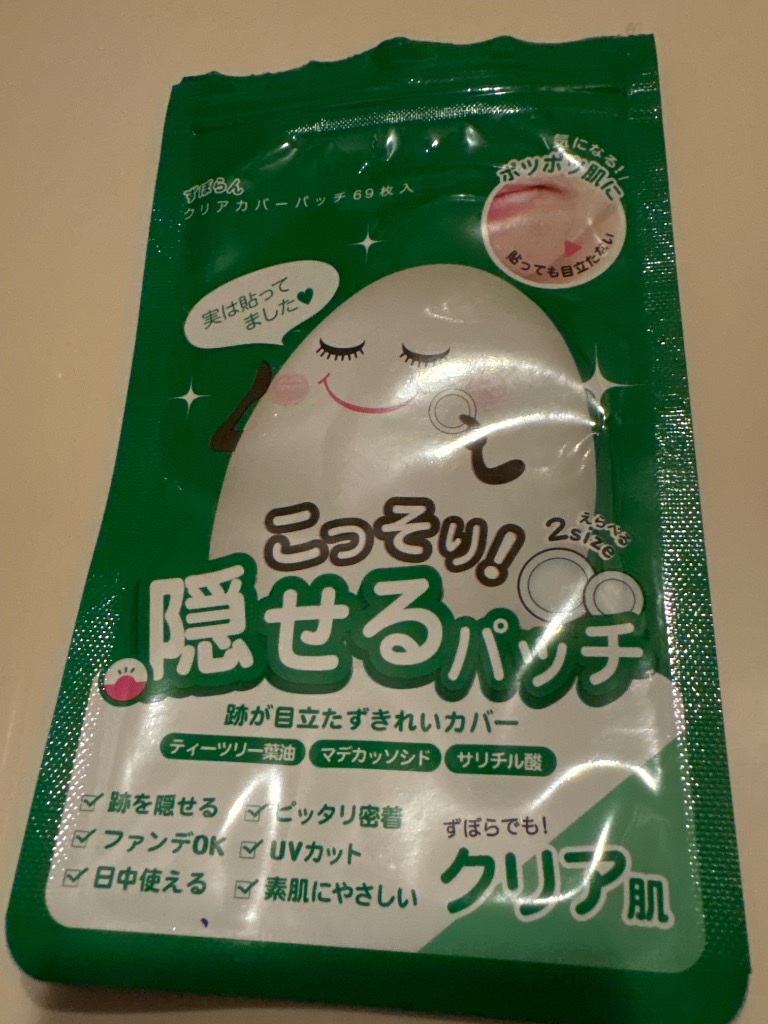 ずぼらん
クリアカバーパッチ69枚入
気になる!
ポツポツ肌に
貼っても目立たない
実は貼って
ました♥
こっそり!
えらべる
2size
隠せるパッチ
跡が目立たずきれいカバー
ティーツリー葉油 マデカッソシド サリチル酸
☑跡を隠せる ☑ピッタリ密着
☑ファンデOK ☑UVカット
☑日中使える ☑素肌にやさしい
ずぼらでも!
クリア肌